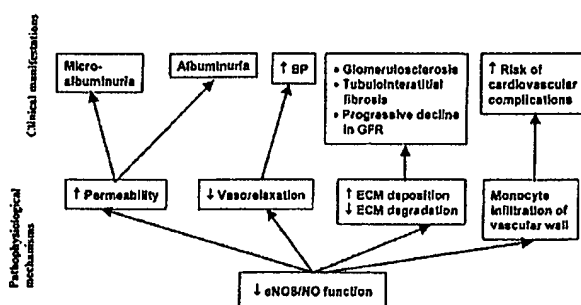 Clinical manifestations
Micro-
albuminuria
Albuminuria
↑ BP
• Glomerulosclerosis
• Tubulointerstitial
fibrosis
• Progressive decline
in GFR
↑ Risk of
cardiovascular
complications
Pathophysiological
mechanisms
↑ Permeability
↓ Vasorelaxation
↑ ECM deposition
↓ ECM degradation
Monocyte
infiltration of
vascular wall
↓ eNOS/NO function